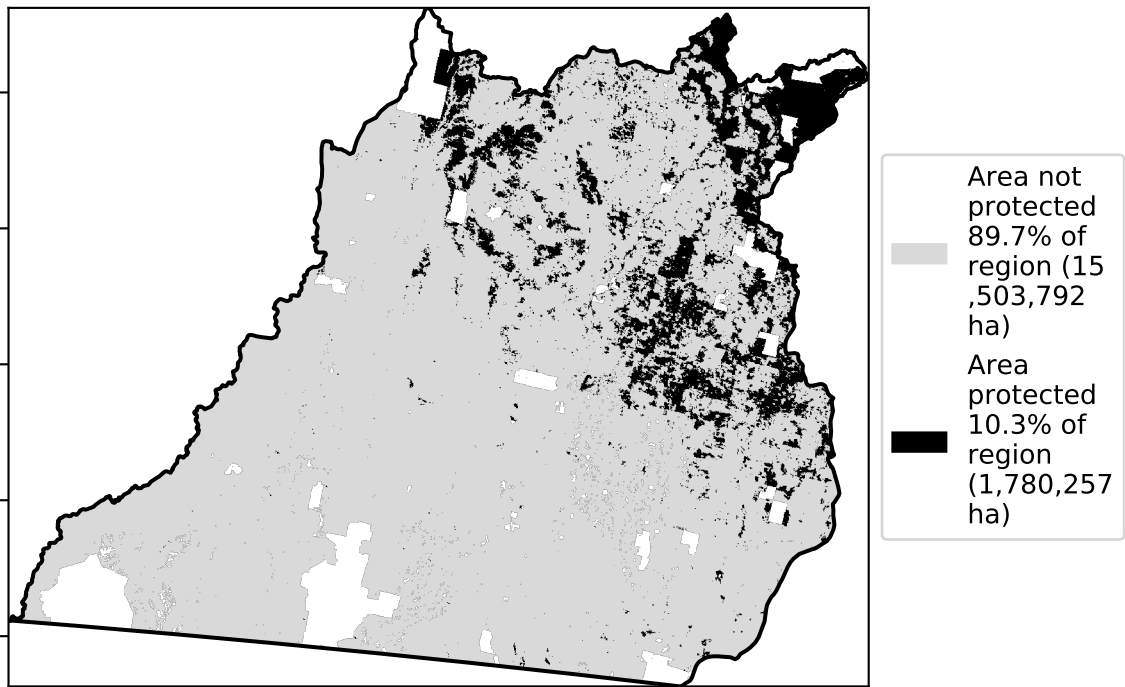 Area not
protected
89.7% of
region (15
,503,792
ha)
Area
protected
10.3% of
region
(1,780,257
ha)